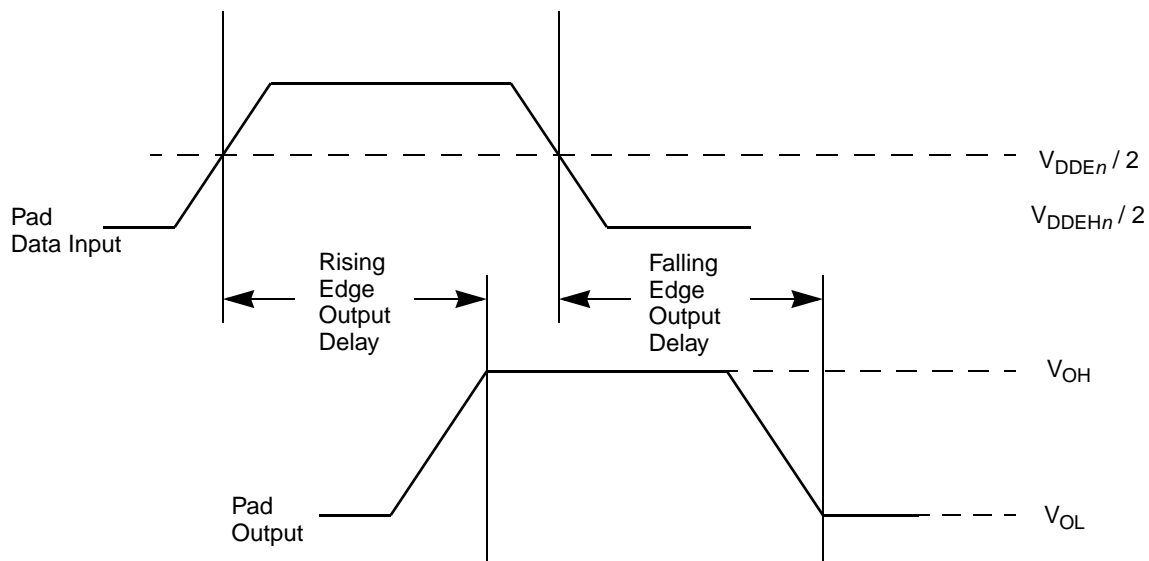 V_DDEn / 2
Pad
Data Input
V_DDEHn / 2
Rising
Edge
Output
Delay
Falling
Edge
Output
Delay
V_OH
Pad
Output
V_OL